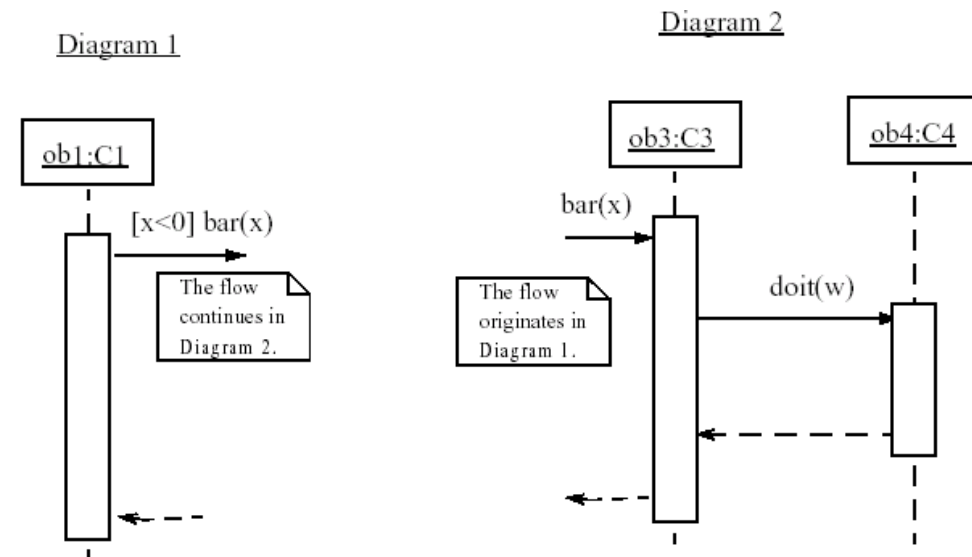 Diagram 1
ob1:C1
[x<0] bar(x)
The flow
continues in
Diagram 2.
Diagram 2
ob3:C3
ob4:C4
bar(x)
The flow
originates in
Diagram 1.
doit(w)